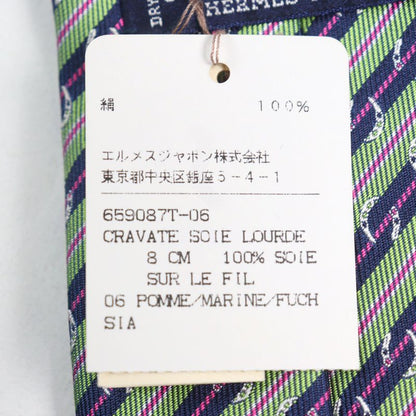 DRY
HERMES
絹 100%
エルメスジャポン株式会社
東京都中央区銀座5-4-1
659087T-06
CRAVATE SOIE LOURDE
8 CM 100% SOIE
SUR LE FIL
06 POMME/MARINE/FUCH
SIA